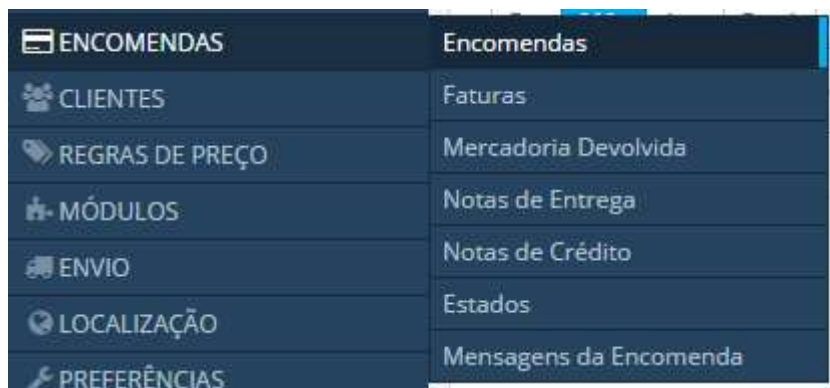 ENCOMENDAS
CLIENTES
REGRAS DE PREÇO
MÓDULOS
ENVIO
LOCALIZAÇÃO
PREFERÊNCIAS
Encomendas
Faturas
Mercadoria Devolvida
Notas de Entrega
Notas de Crédito
Estados
Mensagens da Encomenda